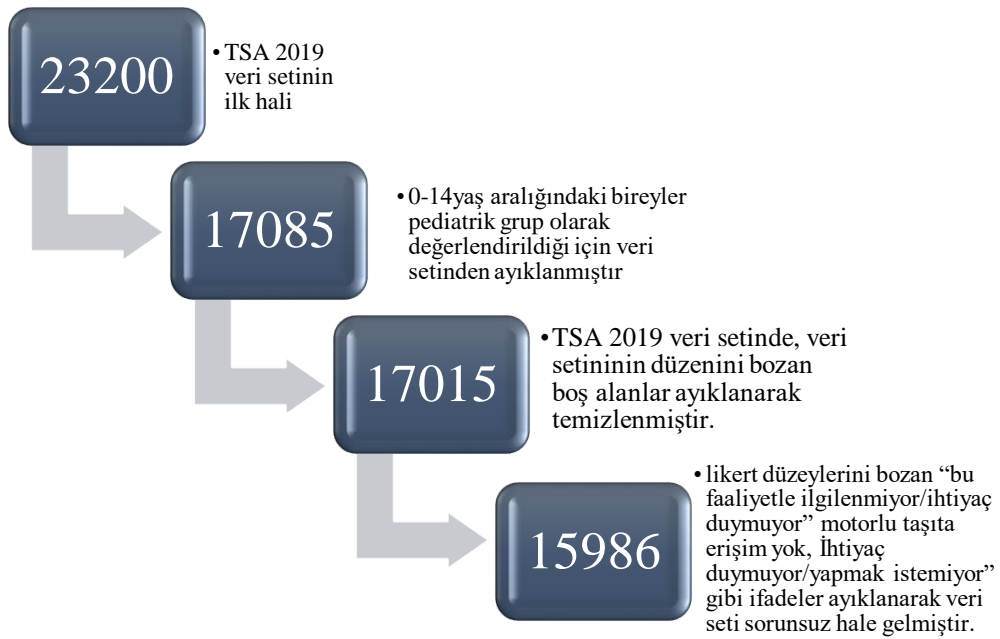 23200
• TSA 2019
veri setinin
ilk hali
17085
• 0-14yaş aralığındaki bireyler
pediatrik grup olarak
değerlendirildiği için veri
setinden ayıklanmıştır
17015
• TSA 2019 veri setinde, veri
setininin düzenini bozan
boş alanlar ayıklanarak
temizlenmiştir.
15986
• likert düzeylerini bozan “bu
faaliyetle ilgilenmiyor/ihtiyaç
duymuyor” motorlu taşıta
erişim yok, İhtiyaç
duymuyor/yapmak istemiyor”
gibi ifadeler ayıklanarak veri
seti sorunsuz hale gelmiştir.